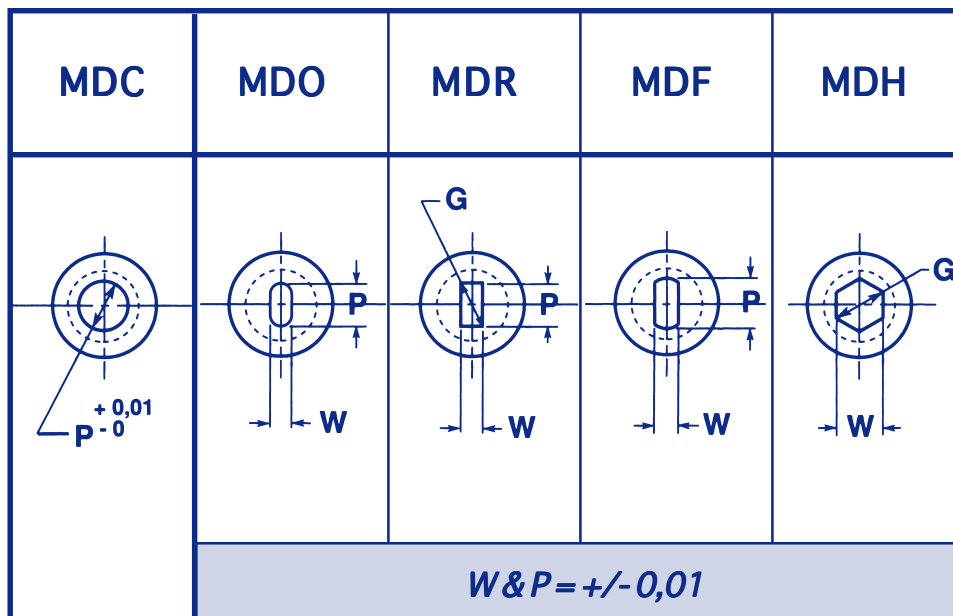 MDC
MDO
MDR
MDF
MDH
P + 0,01 - 0
P
W
G
P
W
P
W
G
W
W & P = +/- 0,01